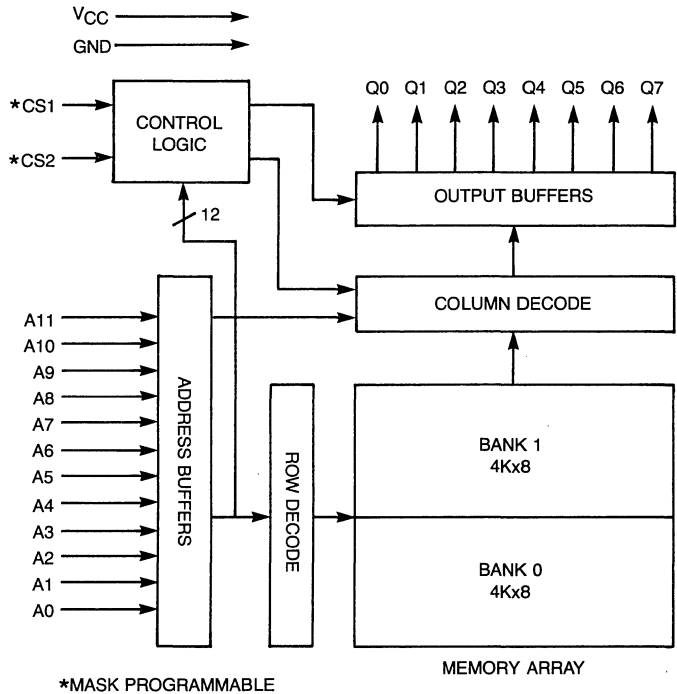 VCC
GND
*CS1
*CS2
CONTROL
LOGIC
12
Q0 Q1 Q2 Q3 Q4 Q5 Q6 Q7
OUTPUT BUFFERS
COLUMN DECODE
A11
A10
A9
A8
A7
A6
A5
A4
A3
A2
A1
A0
ADDRESS BUFFERS
ROW DECODE
BANK 1
4Kx8
BANK 0
4Kx8
MEMORY ARRAY
*MASK PROGRAMMABLE